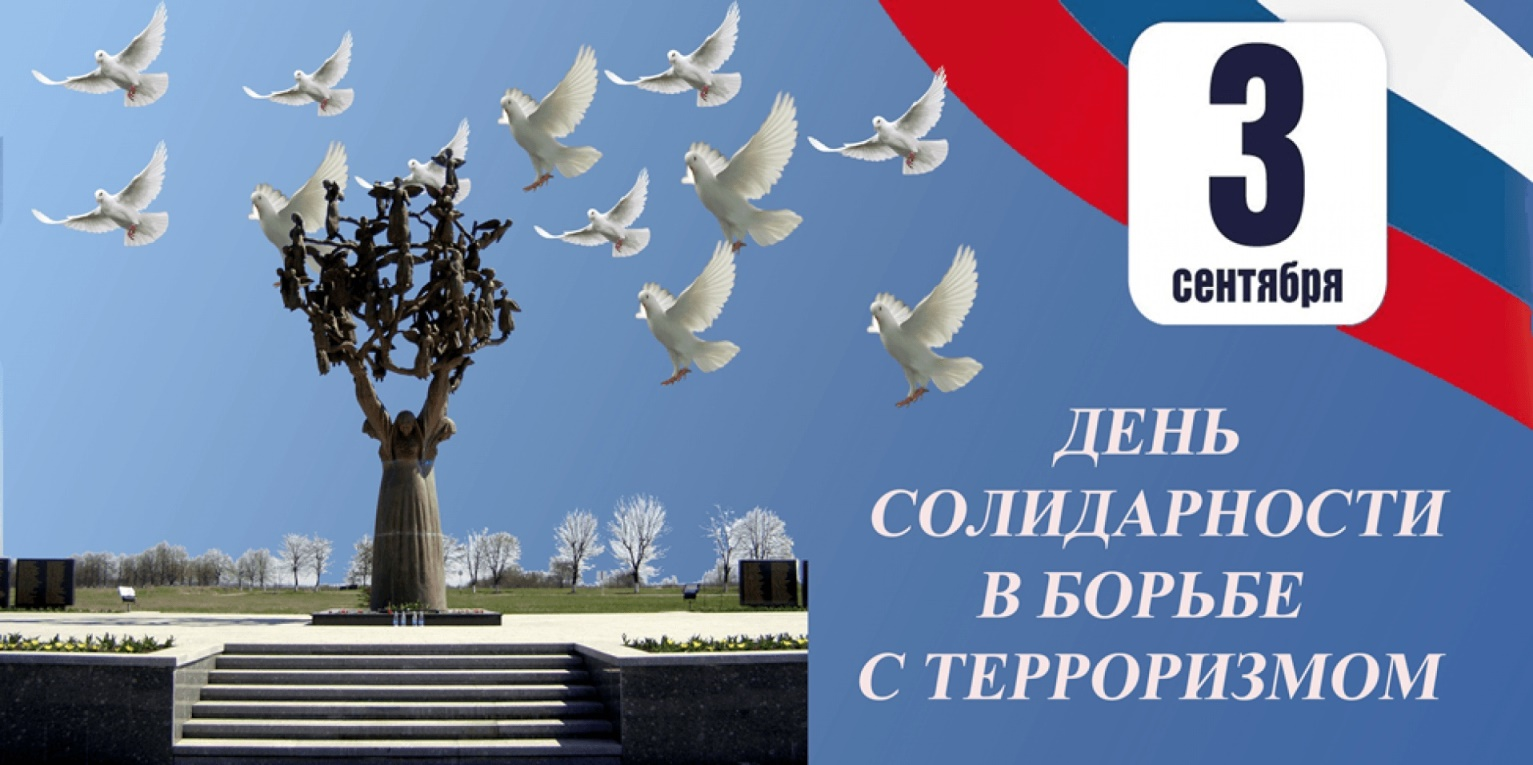 3
сентября
ДЕНЬ
СОЛИДАРНОСТИ
В БОРЬБЕ
С ТЕРРОРИЗМОМ